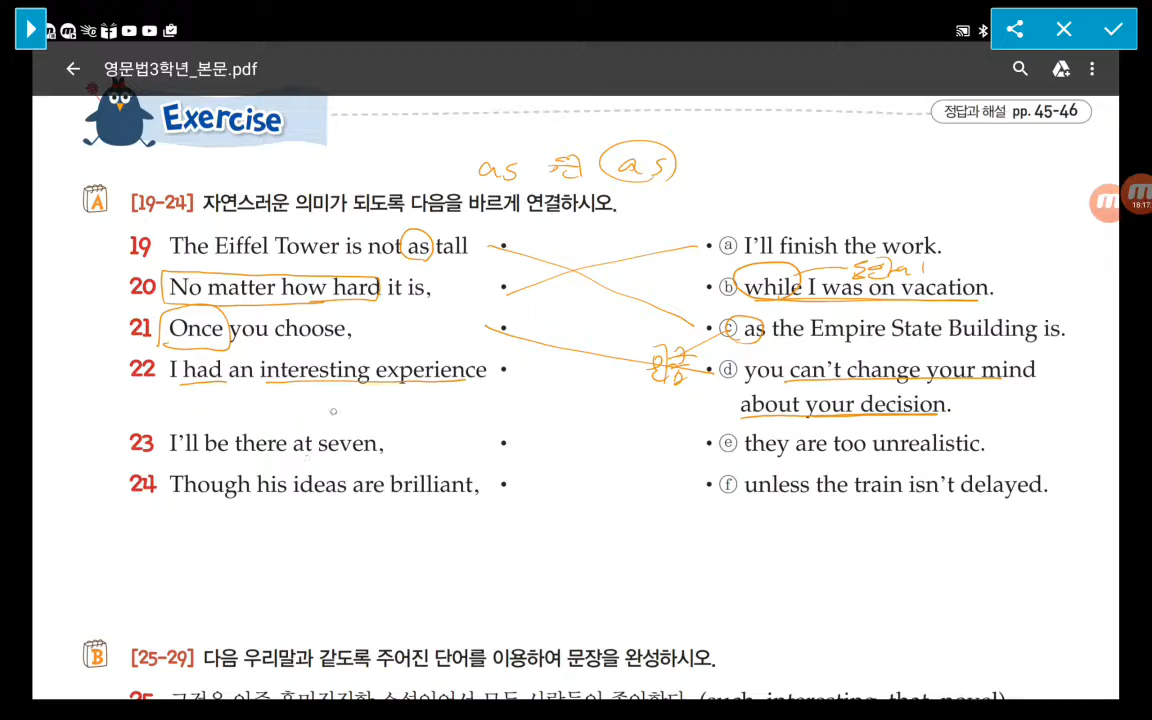 영문법3학년_본문.pdf
Exercise
정답과 해설 pp. 45-46
as 원 as
A [19-24] 자연스러운 의미가 되도록 다음을 바르게 연결하시오.
19 The Eiffel Tower is not as tall • • ⓐ I'll finish the work.
20 No matter how hard it is, • • ⓑ while I was on vacation.
21 Once you choose, • • ⓒ as the Empire State Building is.
22 I had an interesting experience • • ⓓ you can't change your mind
about your decision.
23 I'll be there at seven, • • ⓔ they are too unrealistic.
24 Though his ideas are brilliant, • • ⓕ unless the train isn't delayed.
B [25-29] 다음 우리말과 같도록 주어진 단어를 이용하여 문장을 완성하시오.
18:17